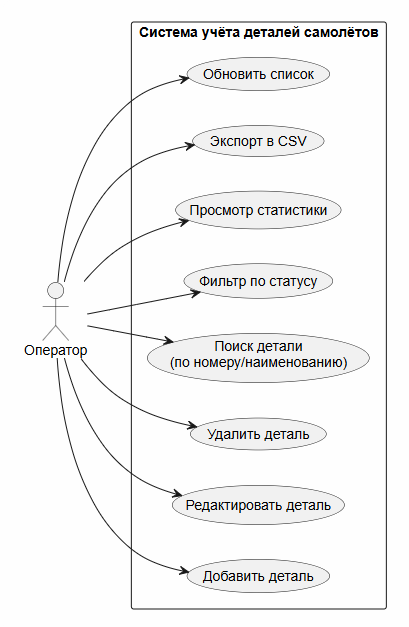 Система учёта деталей самолётов
Обновить список
Экспорт в CSV
Просмотр статистики
Фильтр по статусу
Оператор
Поиск детали
(по номеру/наименованию)
Удалить деталь
Редактировать деталь
Добавить деталь